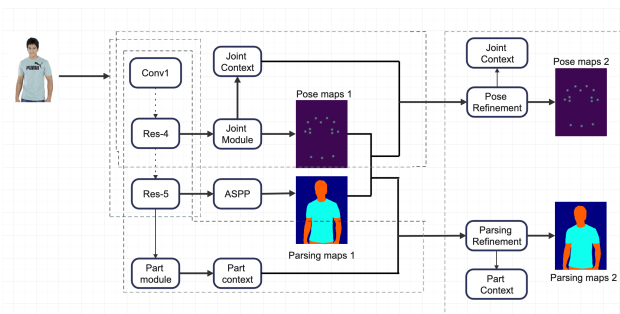 Joint
Context
Conv1
Pose maps 1
Res-4
Joint
Module
Res-5
ASPP
Parsing maps 1
Part
module
Part
context
Joint
Context
Pose maps 2
Pose
Refinement
Parsing
Refinement
Part
Context
Parsing maps 2
PUMA